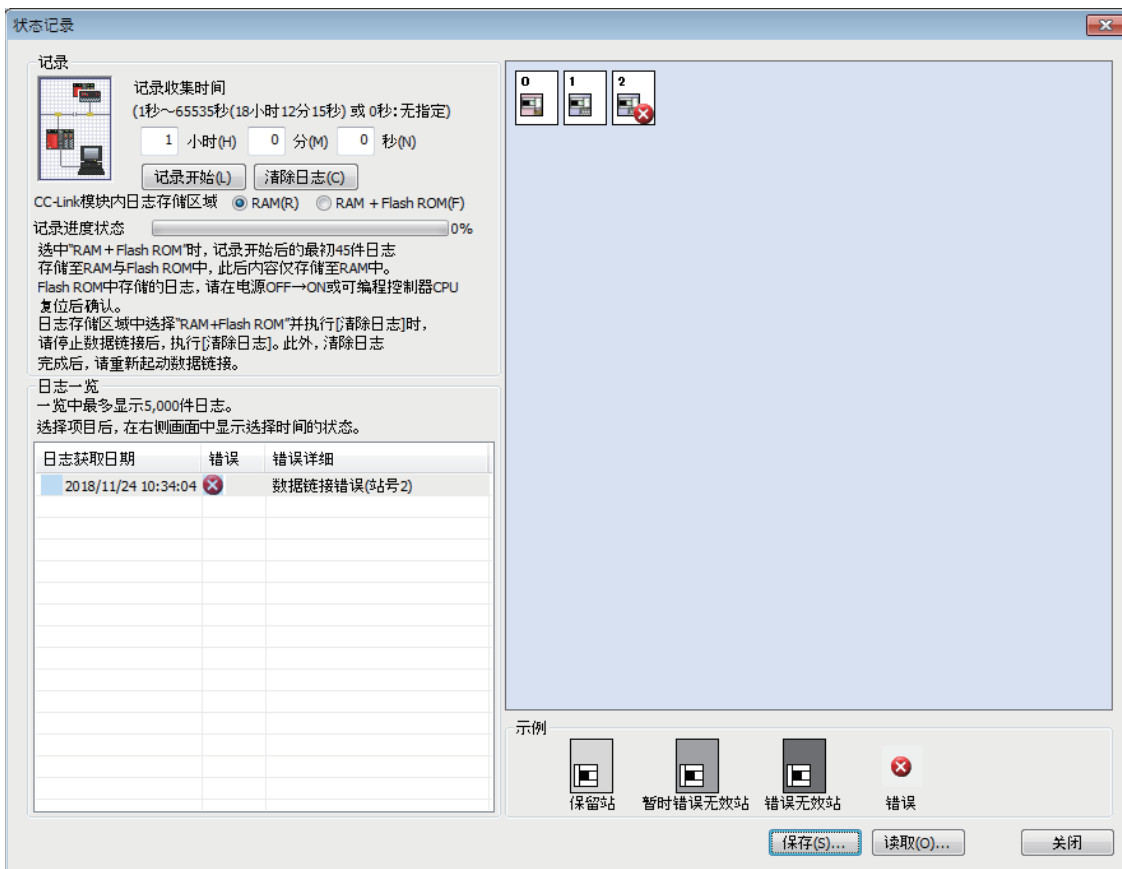 状态记录
记录
记录收集时间
(1秒～65535秒(18小时12分15秒) 或 0秒: 无指定)
1 小时(H) 0 分(M) 0 秒(N)
记录开始(L) 清除日志(C)
CC-Link模块内日志存储区域 RAM(R) RAM + Flash ROM(F)
记录进度状态 0%
选中"RAM + Flash ROM"时，记录开始后的最初45件日志
存储至RAM与Flash ROM中，此后内容仅存储至RAM中。
Flash ROM中存储的日志，请在电源OFF→ON或可编程控制器CPU
复位后确认。
日志存储区域中选择"RAM+Flash ROM"并执行[清除日志]时，
请停止数据链接后，执行[清除日志]。此外，清除日志
完成后，请重新起动数据链接。
日志一览
一览中最多显示5,000件日志。
选择项目后，在右侧画面中显示选择时间的状态。
日志获取日期 错误 错误详细
2018/11/24 10:34:04 数据链接错误(站号2)
0 1 2
示例
保留站 暂时错误无效站 错误无效站 错误
保存(S)... 读取(O)... 关闭